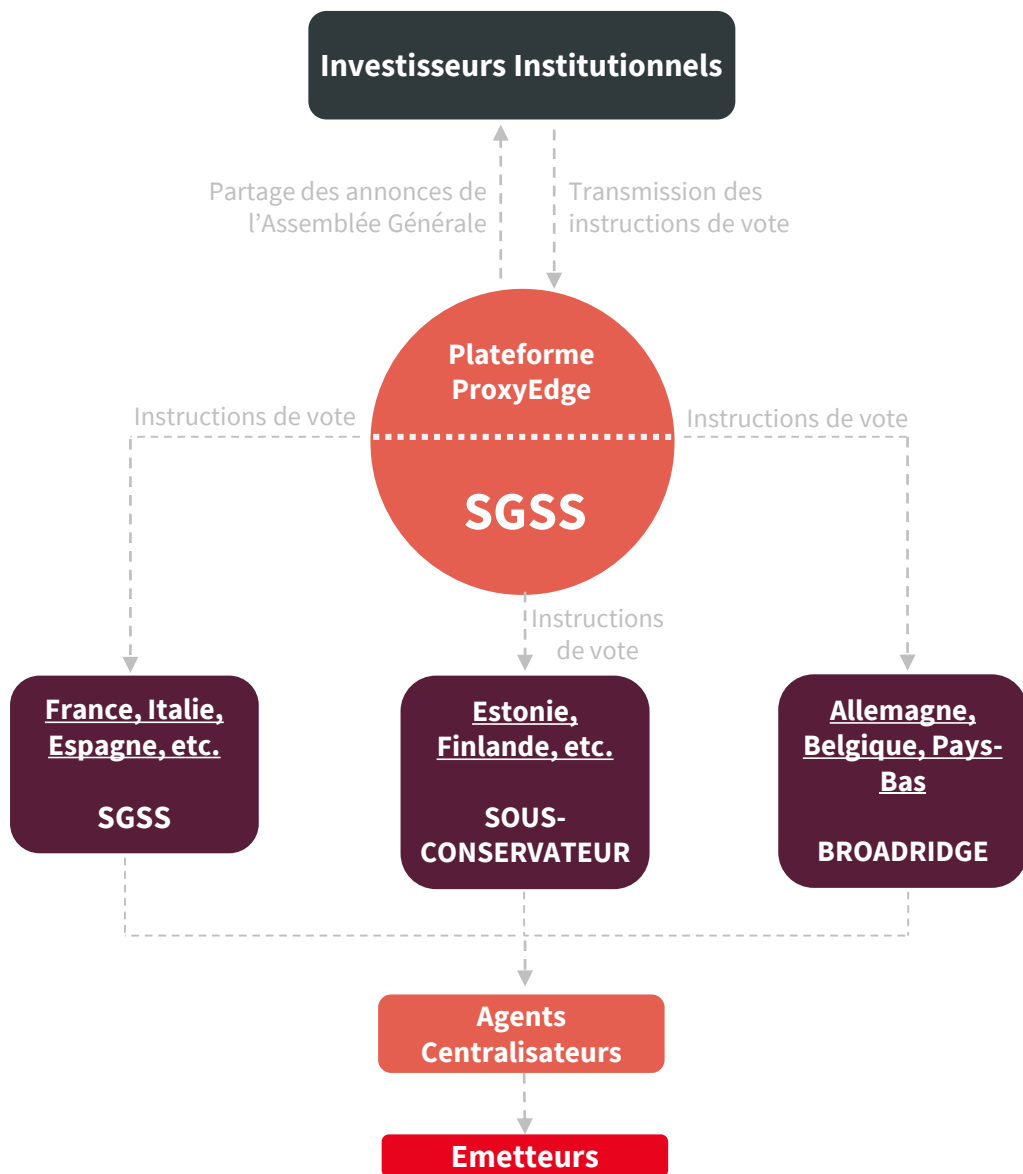 Investisseurs Institutionnels
Partage des annonces de
l’Assemblée Générale
Transmission des
instructions de vote
Plateforme
ProxyEdge
SGSS
Instructions de vote
Instructions de vote
Instructions
de vote
France, Italie,
Espagne, etc.
SGSS
Estonie,
Finlande, etc.
SOUS-
CONSERVATEUR
Allemagne,
Belgique, Pays-
Bas
BROADRIDGE
Agents
Centralisateurs
Emetteurs